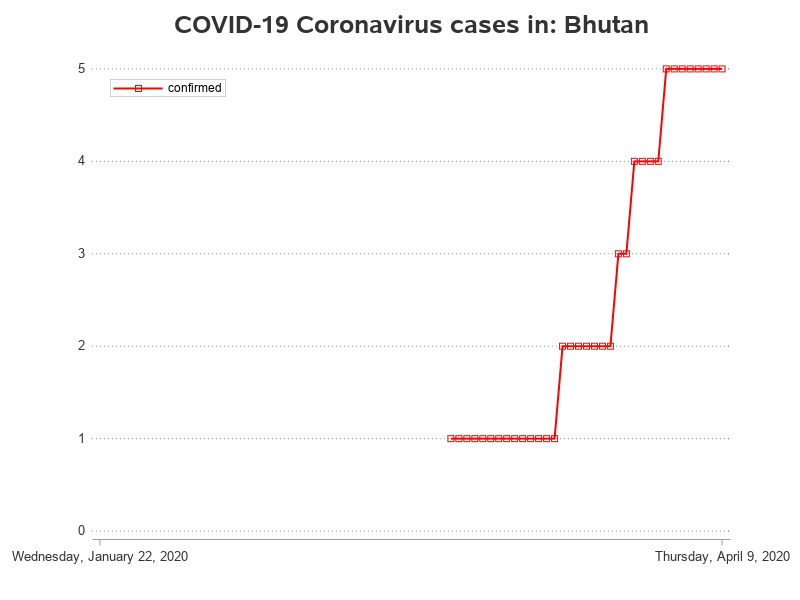 COVID-19 Coronavirus cases in: Bhutan
confirmed
5
4
3
2
1
0
Wednesday, January 22, 2020
Thursday, April 9, 2020